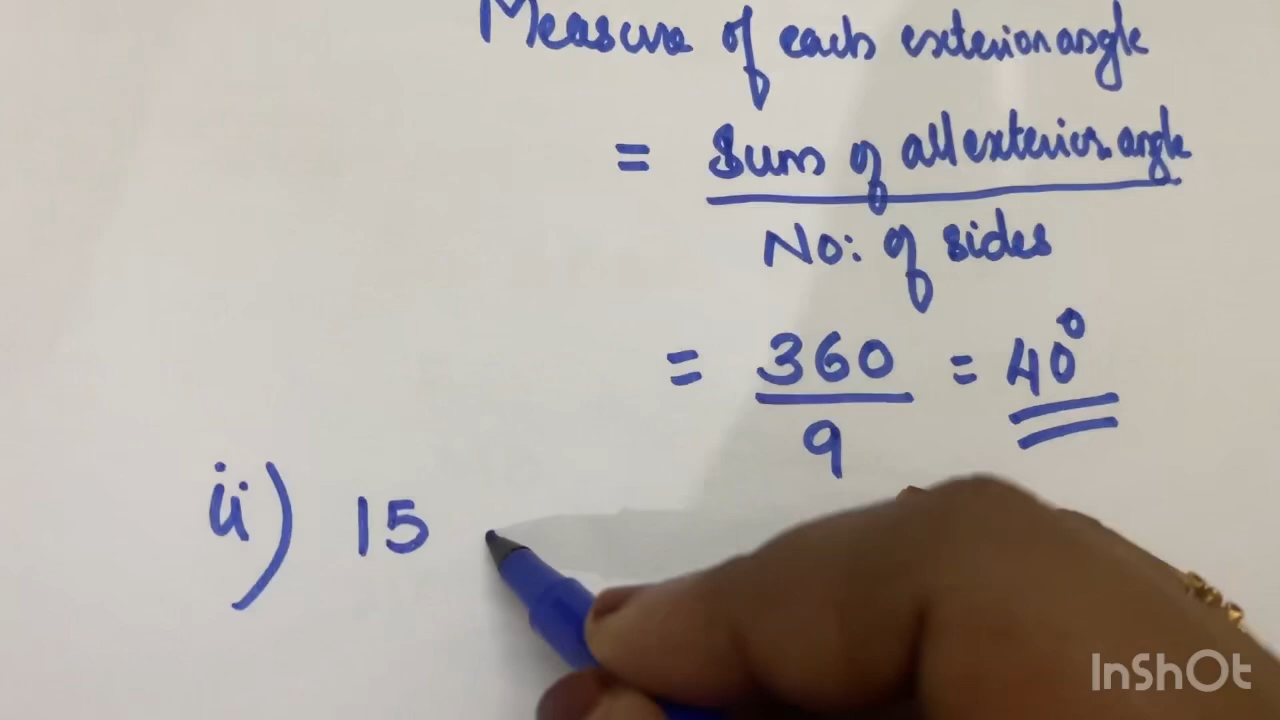 Measure of each exterior angle
= Sum of all exterior angle
No: of sides
= 360 = 40°
9
ii) 15
InShOt